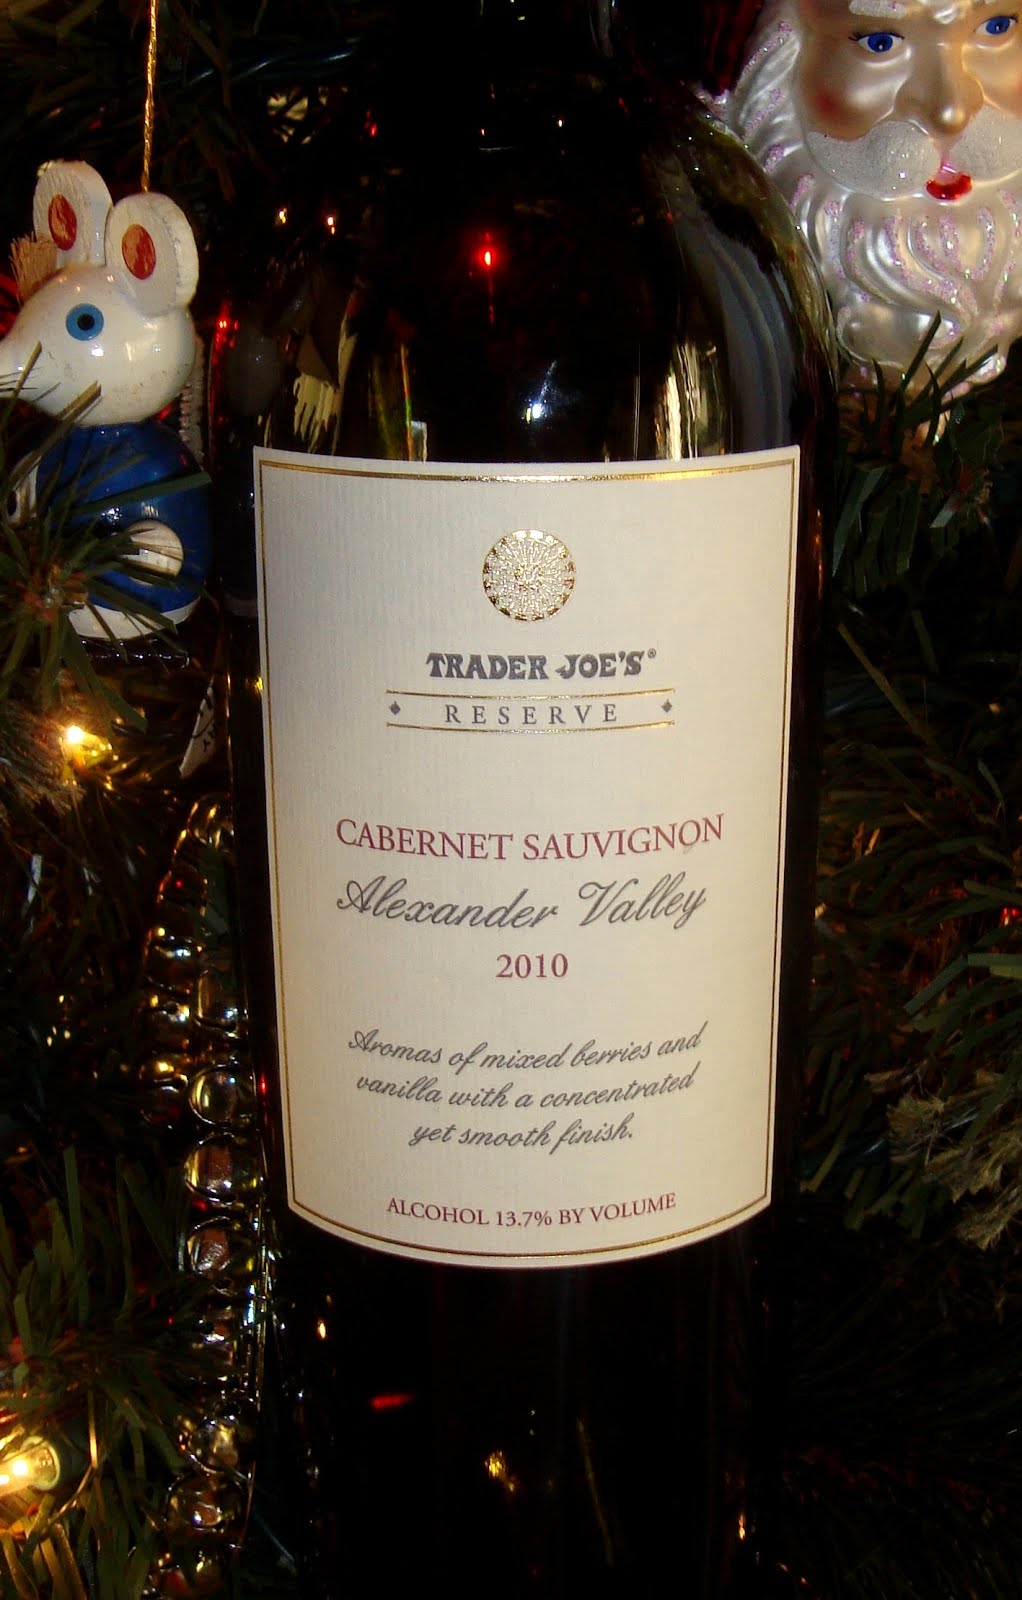 TRADER JOE'S®
RESERVE
CABERNET SAUVIGNON
Alexander Valley
2010
Aromas of mixed berries and
vanilla with a concentrated
yet smooth finish.
ALCOHOL 13.7% BY VOLUME